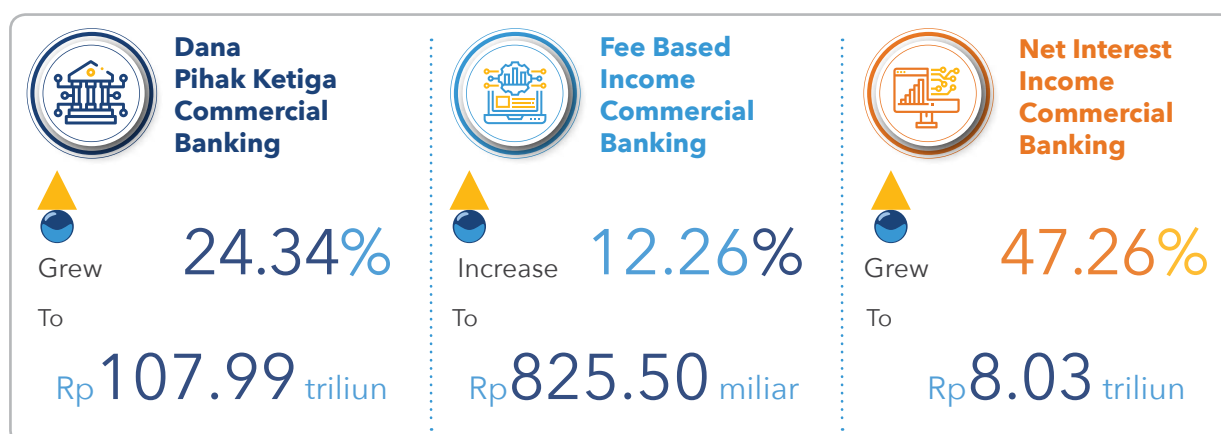 Dana
Pihak Ketiga
Commercial
Banking
Grew
24.34%
To
Rp107.99 triliun
Fee Based
Income
Commercial
Banking
Increase
12.26%
To
Rp825.50 miliar
Net Interest
Income
Commercial
Banking
Grew
47.26%
To
Rp8.03 triliun